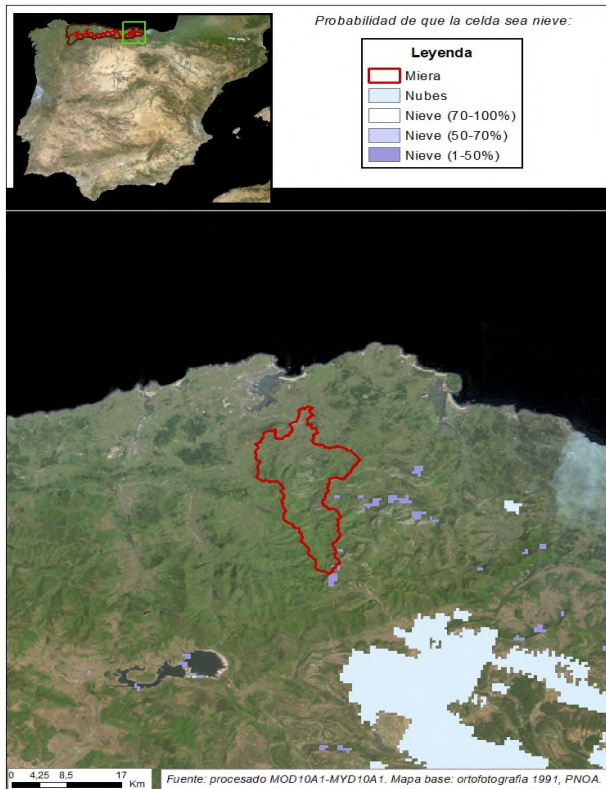 Probabilidad de que la celda sea nieve:
Leyenda
Miera
Nubes
Nieve (70-100%)
Nieve (50-70%)
Nieve (1-50%)
0 4,25 8,5 17
Km
Fuente: procesado MOD10A1-MYD10A1. Mapa base: ortofotografia 1991, PNOA.